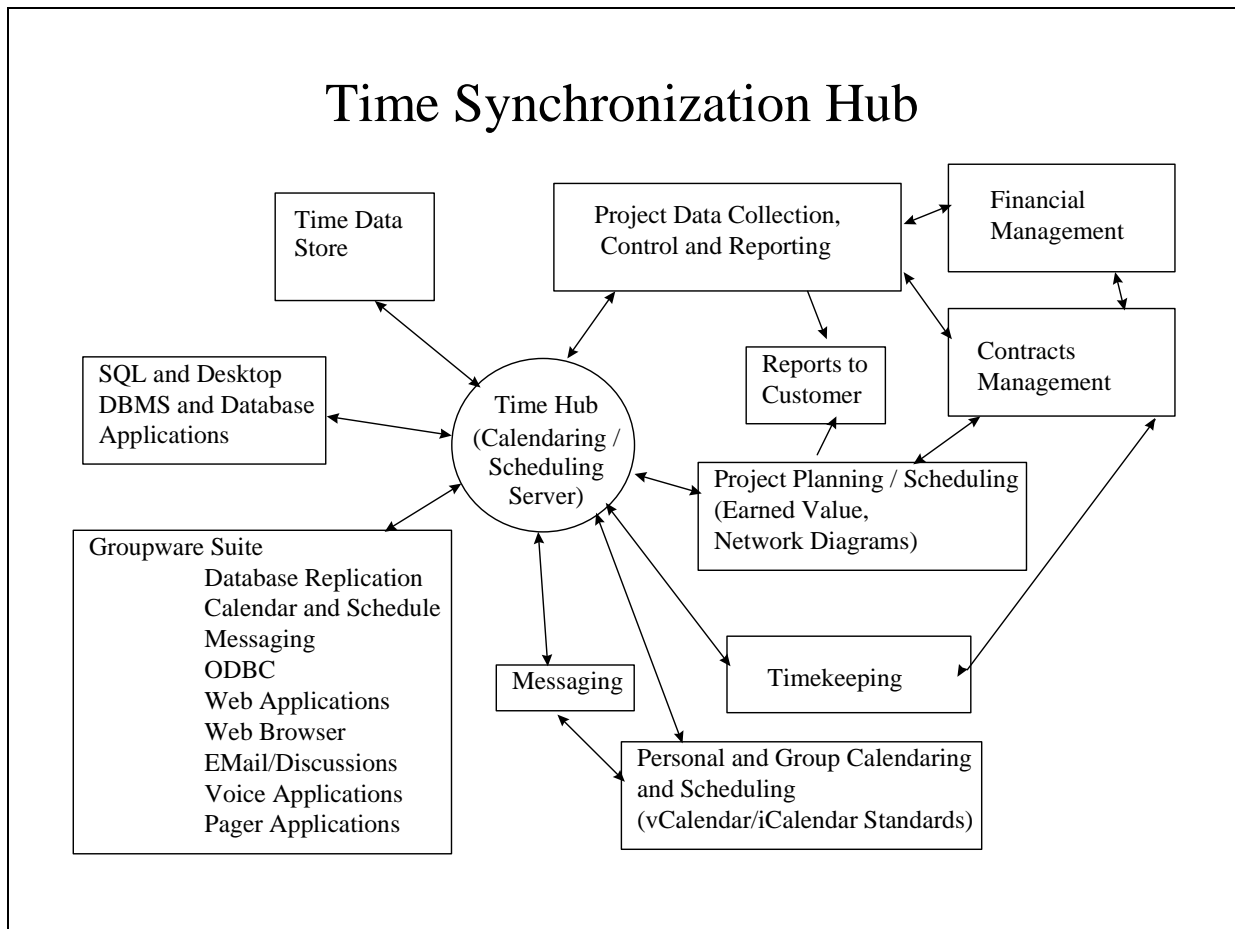 Time Synchronization Hub
Time Data
Store
Project Data Collection,
Control and Reporting
Financial
Management
SQL and Desktop
DBMS and Database
Applications
Time Hub
(Calendaring /
Scheduling
Server)
Reports to
Customer
Contracts
Management
Project Planning / Scheduling
(Earned Value,
Network Diagrams)
Groupware Suite
Database Replication
Calendar and Schedule
Messaging
ODBC
Web Applications
Web Browser
EMail/Discussions
Voice Applications
Pager Applications
Messaging
Timekeeping
Personal and Group Calendaring
and Scheduling
(vCalendar/iCalendar Standards)